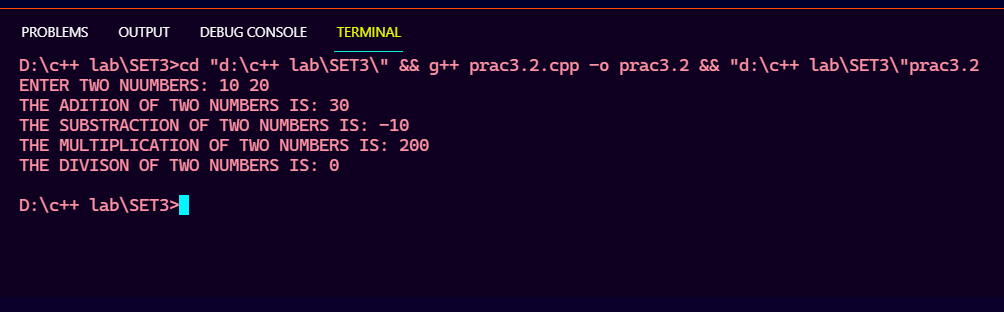 PROBLEMS OUTPUT DEBUG CONSOLE TERMINAL
D:\c++ lab\SET3>cd "d:\c++ lab\SET3\" && g++ prac3.2.cpp -o prac3.2 && "d:\c++ lab\SET3\"prac3.2
ENTER TWO NUUMBERS: 10 20
THE ADITION OF TWO NUMBERS IS: 30
THE SUBSTRACTION OF TWO NUMBERS IS: -10
THE MULTIPLICATION OF TWO NUMBERS IS: 200
THE DIVISON OF TWO NUMBERS IS: 0
D:\c++ lab\SET3>